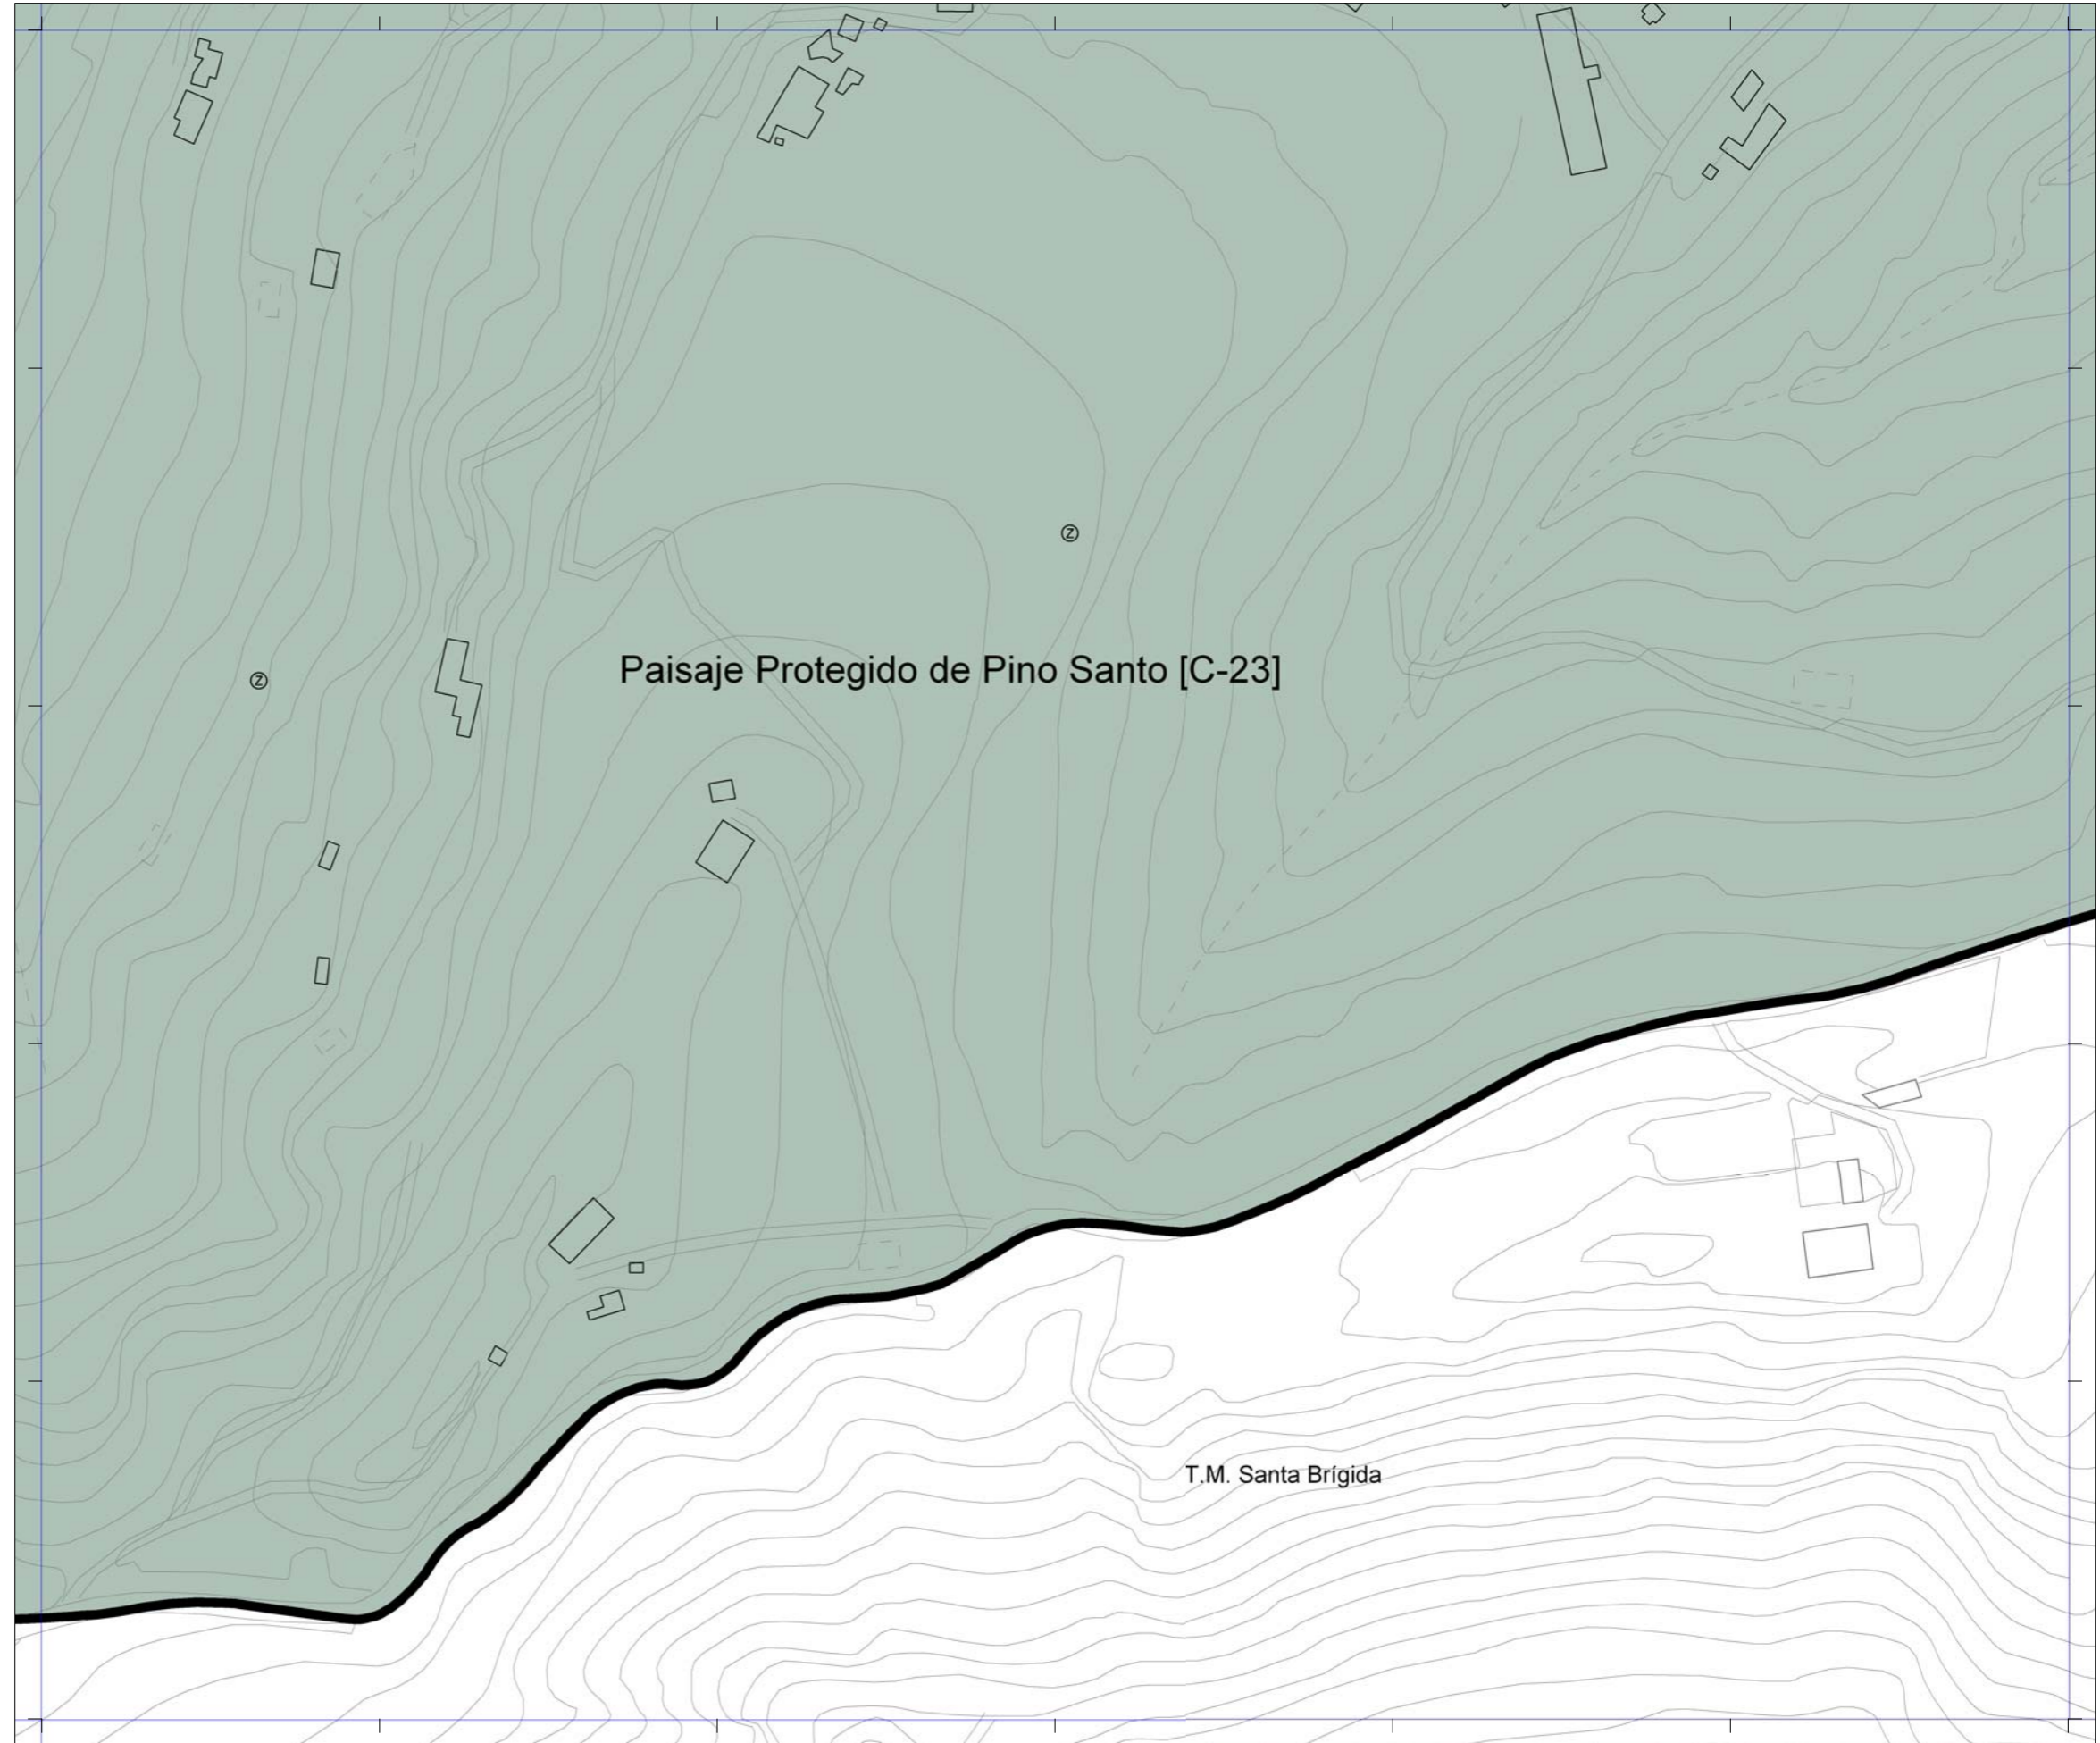 Ⓩ
Paisaje Protegido de Pino Santo [C-23]
Ⓩ
T.M. Santa Brígida